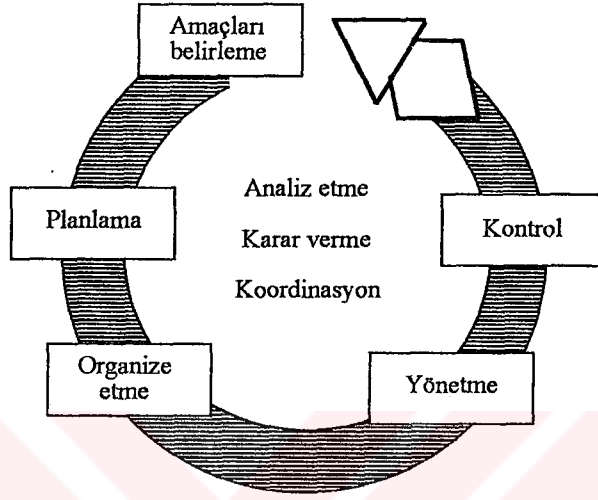 Amaçları
belirleme
Planlama
Analiz etme
Karar verme
Koordinasyon
Kontrol
Organize
etme
Yönetme